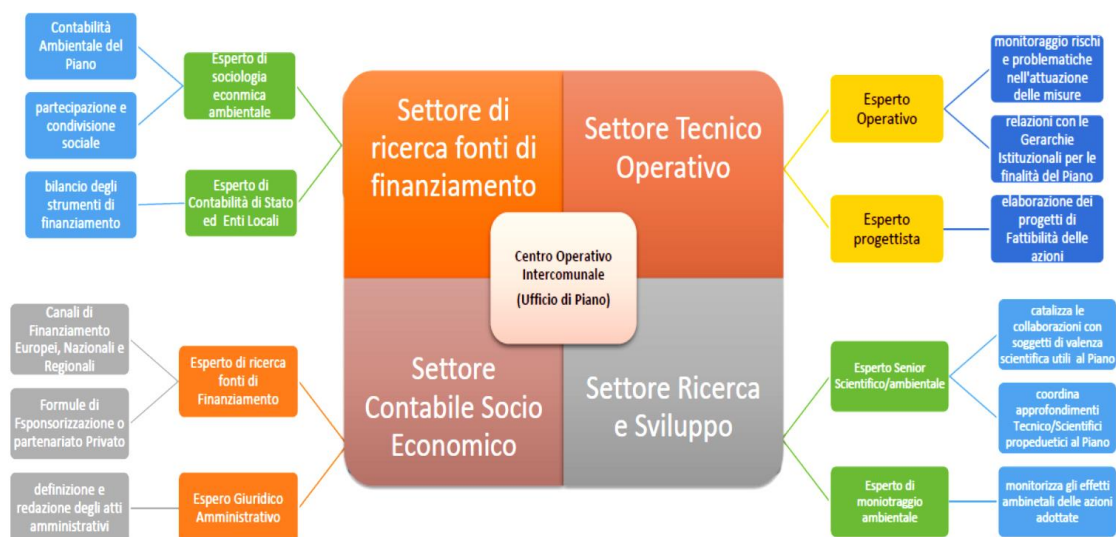 Contabilità
Ambientale del
Piano
partecipazione e
condivisione
sociale
bilancio degli
strumenti di
finanziamento
Esperto di
sociologia
econmica
ambientale
Esperto di
Contabilità di Stato
ed Enti Locali
Canali di
Finanziamento
Europei, Nazionali e
Regionali
Formule di
Fsponsorizzazione o
partenariato Privato
definizione e
redazione degli atti
amministrativi
Esperto di ricerca
fonti di
Finanziamento
Espero Giuridico
Amministrativo
Settore di
ricerca fonti di
finanziamento
Settore Tecnico
Operativo
Centro Operativo
Intercomunale
(Ufficio di Piano)
Settore
Contabile Socio
Economico
Settore Ricerca
e Sviluppo
Esperto
Operativo
Esperto
progettista
monitoraggio rischi
e problematiche
nell'attuazione
delle misure
relazioni con le
Gerarchie
Istituzionali per le
finalità del Piano
elaborazione dei
progetti di
Fattibilità delle
azioni
Esperto Senior
Scientifico/ambientale
Esperto di
moniotraggio
ambientale
catalizza le
collaborazioni con
soggetti di valenza
scientifica utili al Piano
coordina
approfondimenti
Tecnico/Scientifici
propedeutici al Piano
monitorizza gli effetti
ambinetali delle azioni
adottate